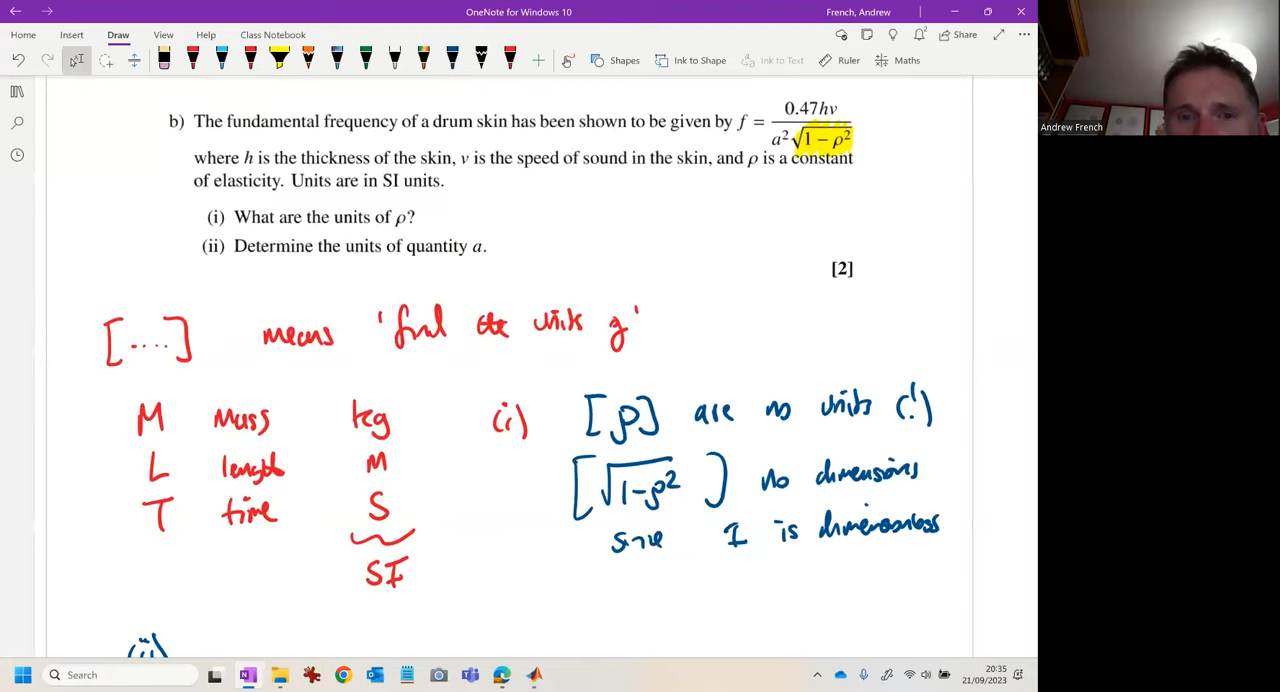 OneNote for Windows 10
French, Andrew
Home Insert Draw View Help Class Notebook
Share
Shapes Ink to Shape Ink to Text Ruler Maths
b) The fundamental frequency of a drum skin has been shown to be given by f = 0.47hv / a²√1 − ρ²
where h is the thickness of the skin, v is the speed of sound in the skin, and ρ is a constant
of elasticity. Units are in SI units.
(i) What are the units of ρ?
(ii) Determine the units of quantity a.
[2]
[....] means 'find the units of'
M Mass kg
L length M
T time S
SI
(i) [ρ] are no units (!)
[√1-ρ²] no dimensions
since 1 is dimensionless
(ii)
Andrew French
Search
20:35
21/09/2023